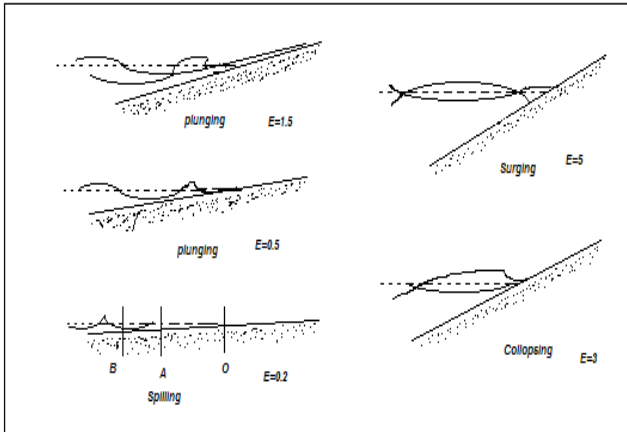 plunging E=1.5
plunging
E=0.5
B A O
E=0.2
Spilling
Surging E=5
Collopsing E=3